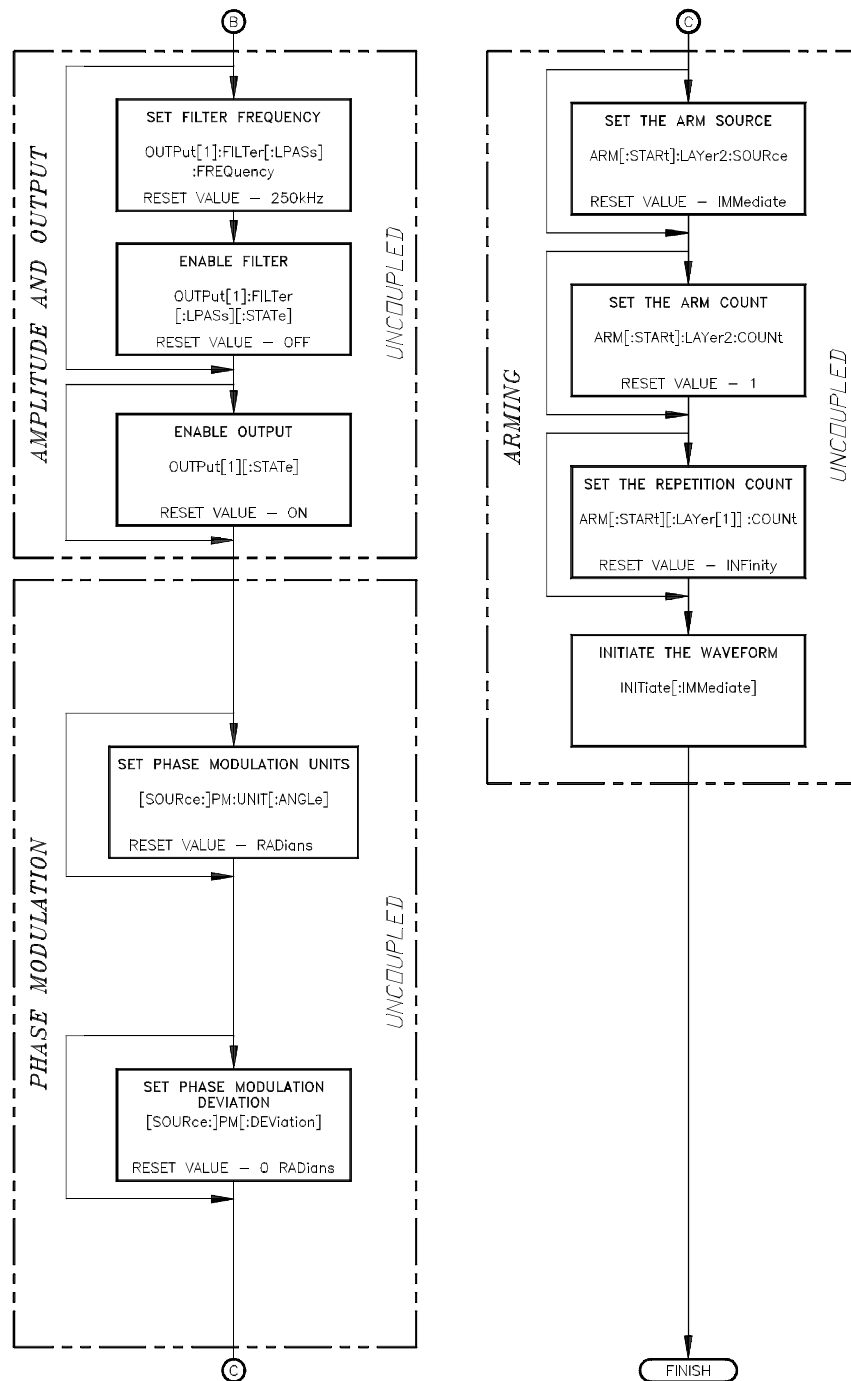 B
AMPLITUDE AND OUTPUT
SET FILTER FREQUENCY
OUTPut[1]:FILTer[:LPASs]
:FREQuency
RESET VALUE – 250kHz
ENABLE FILTER
OUTPut[1]:FILTer
[:LPASs][:STATe]
RESET VALUE – OFF
ENABLE OUTPUT
OUTPut[1][:STATe]
RESET VALUE – ON
UNCOUPLED
PHASE MODULATION
SET PHASE MODULATION UNITS
[SOURce:]PM:UNIT[:ANGLe]
RESET VALUE – RADians
SET PHASE MODULATION
DEVIATION
[SOURce:]PM[:DEViation]
RESET VALUE – 0 RADians
UNCOUPLED
C
C
ARMING
SET THE ARM SOURCE
ARM[:STARt]:LAYer2:SOURce
RESET VALUE – IMMediate
SET THE ARM COUNT
ARM[:STARt]:LAYer2:COUNt
RESET VALUE – 1
SET THE REPETITION COUNT
ARM[:STARt][:LAYer[1]] :COUNt
RESET VALUE – INFinity
INITIATE THE WAVEFORM
INITiate[:IMMediate]
UNCOUPLED
FINISH